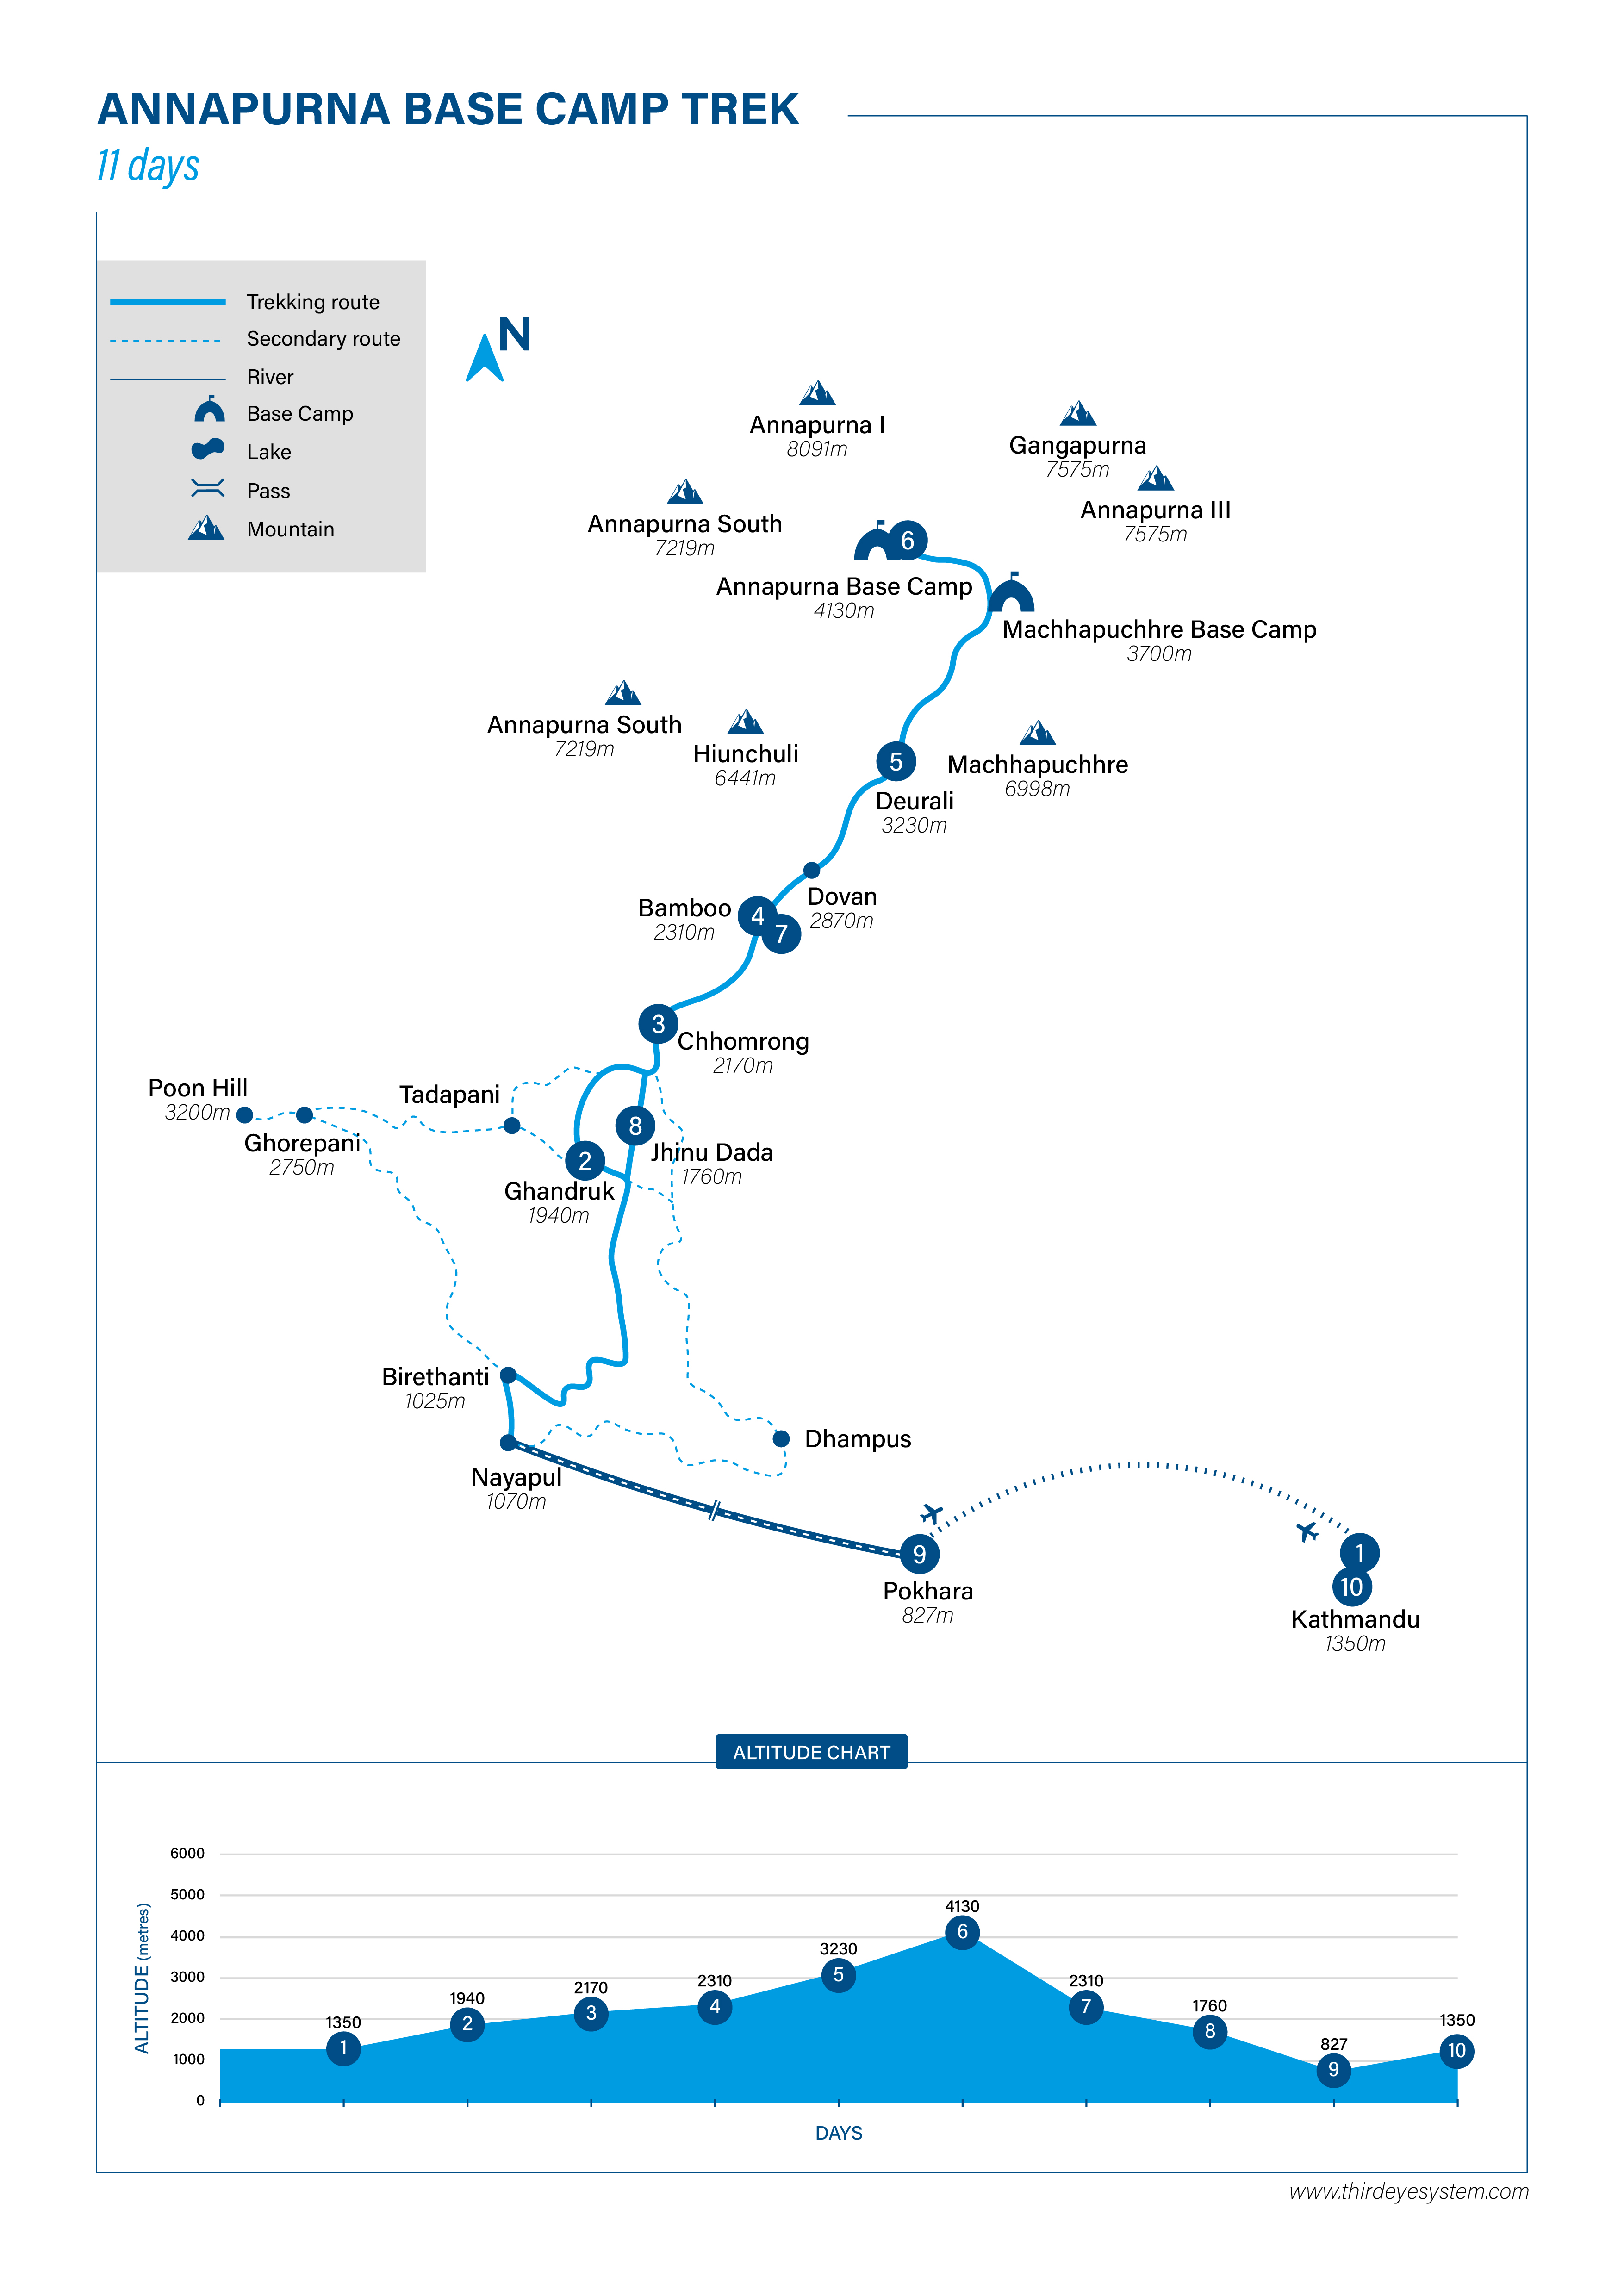 ANNAPURNA BASE CAMP TREK
11 days
Trekking route
Secondary route
River
Base Camp
Lake
Pass
Mountain
N
Annapurna I
8091m
Gangapurna
7575m
Annapurna III
7575m
Annapurna South
7219m
6
Annapurna Base Camp
4130m
Machhapuchhre Base Camp
3700m
Annapurna South
7219m
Hiunchuli
6441m
Machhapuchhre
6998m
5
Deurali
3230m
Dovan
2870m
Bamboo
2310m
4
7
3
Chhomrong
2170m
Poon Hill
3200m
Ghorepani
2750m
Tadapani
8
Jhinu Dada
1760m
2
Ghandruk
1940m
Birethanti
1025m
Dhampus
Nayapul
1070m
9
Pokhara
827m
1
10
Kathmandu
1350m
ALTITUDE CHART
ALTITUDE (metres)
6000
5000
4000
3000
2000
1000
0
1350
1
1940
2
2170
3
2310
4
3230
5
4130
6
2310
7
1760
8
827
9
1350
10
DAYS
www.thirdeyesystem.com